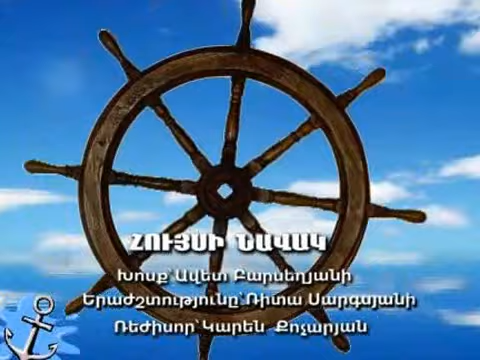 ՀՈՒՅՍԻ ՆԱՎԱԿ
Խոսք՝Ավետ Բարսեղյանի
Երաժշտությունը՝Ռիտա Սարգսյանի
Ռեժիսոր՝Կարեն Քոչարյան